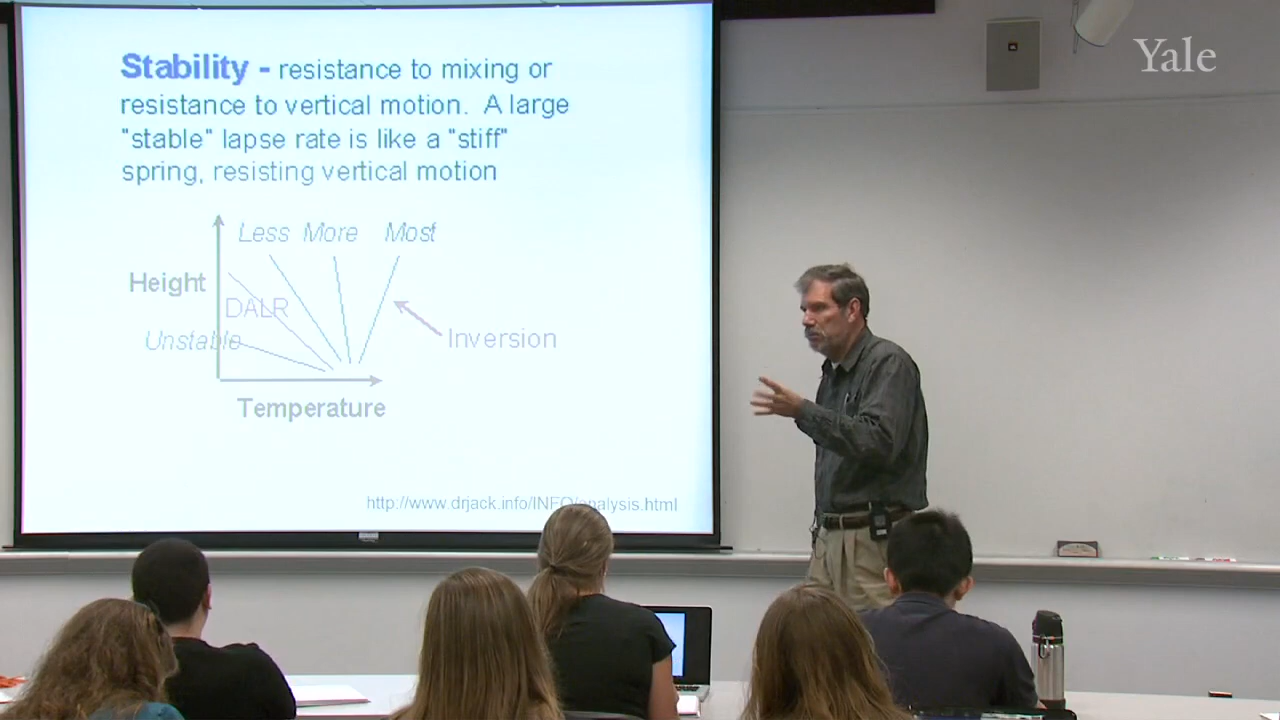 Stability - resistance to mixing or
resistance to vertical motion. A large
"stable" lapse rate is like a "stiff"
spring, resisting vertical motion
Less More Most
Height
DALR
Unstable
Inversion
Temperature
http://www.drjack.info/INFO/analysis.html
Yale